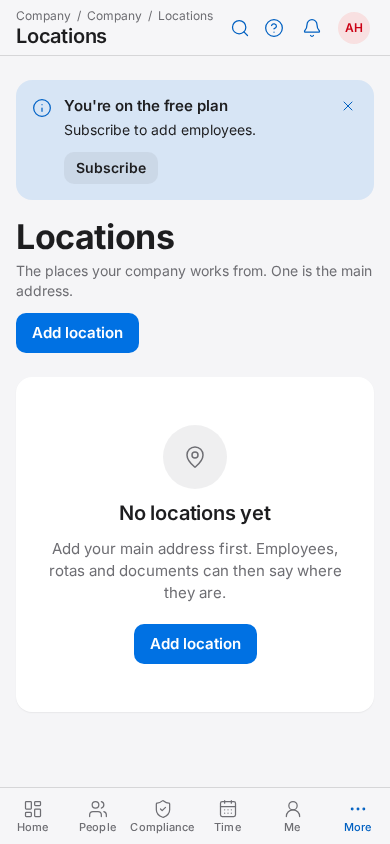 Company / Company / Locations
Locations
AH
You're on the free plan
Subscribe to add employees.
Subscribe
Locations
The places your company works from. One is the main
address.
Add location
No locations yet
Add your main address first. Employees,
rotas and documents can then say where
they are.
Add location
Home People Compliance Time Me More